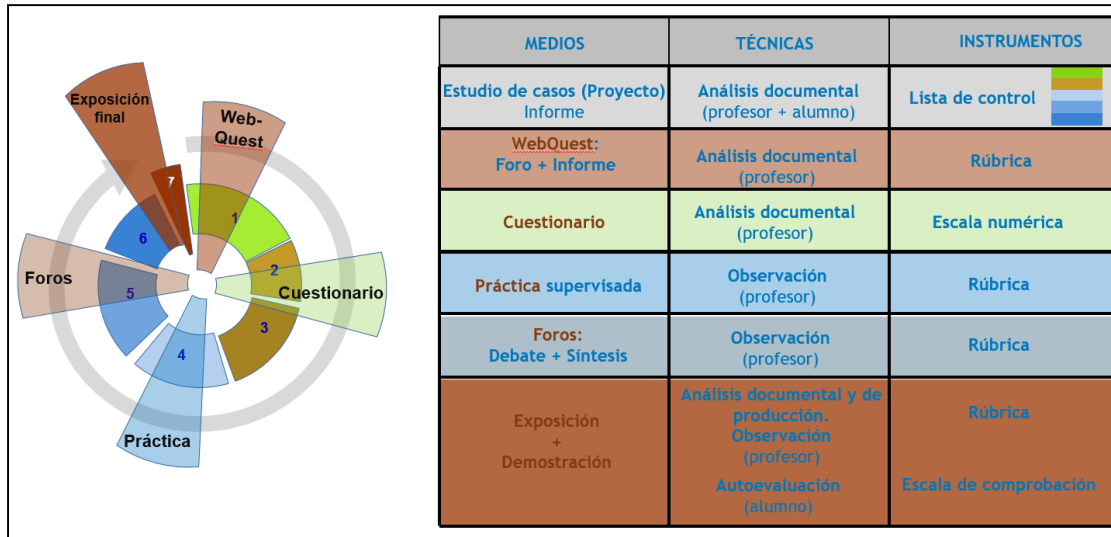 Exposición
final
Web-
Quest
7
1
6
2
Foros
Cuestionario
5
3
4
Práctica
MEDIOS
TÉCNICAS
INSTRUMENTOS
Estudio de casos (Proyecto)
Informe
Análisis documental
(profesor + alumno)
Lista de control
WebQuest:
Foro + Informe
Análisis documental
(profesor)
Rúbrica
Cuestionario
Análisis documental
(profesor)
Escala numérica
Práctica supervisada
Observación
(profesor)
Rúbrica
Foros:
Debate + Síntesis
Observación
(profesor)
Rúbrica
Exposición
+
Demostración
Análisis documental y de
producción.
Observación
(profesor)
Rúbrica
Autoevaluación
(alumno)
Escala de comprobación